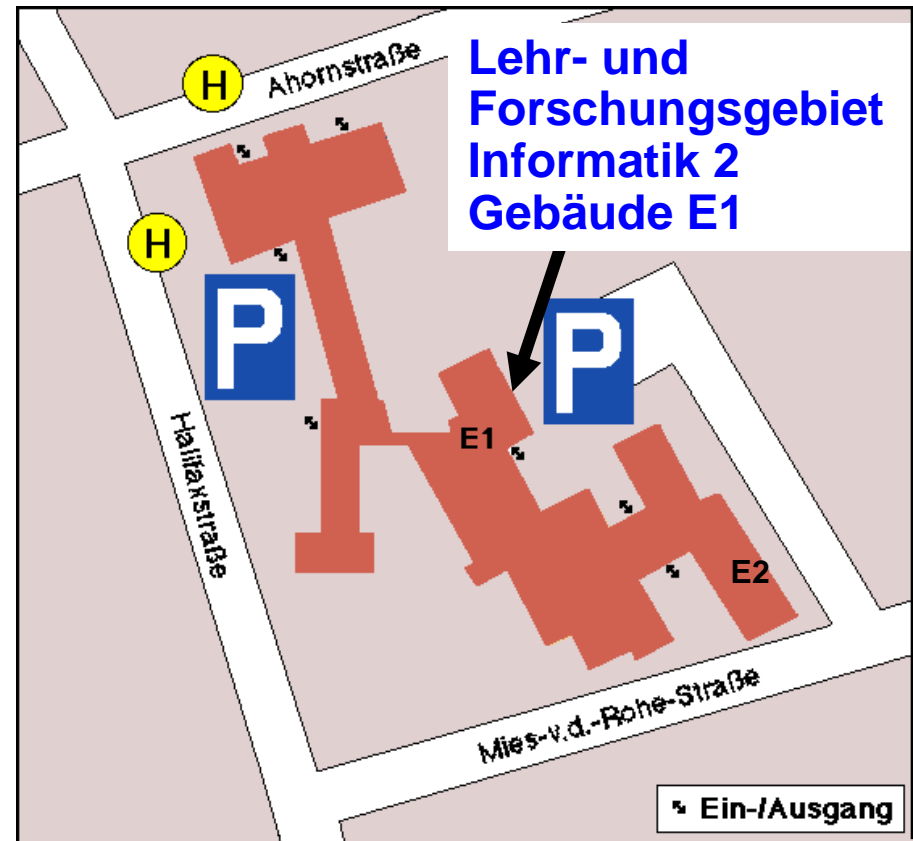 H
Ahornstraße
Lehr- und
Forschungsgebiet
Informatik 2
Gebäude E1
H
P
P
Halifaxstraße
E1
E2
Mies-v.d.-Rohe-Straße
Ein-/Ausgang